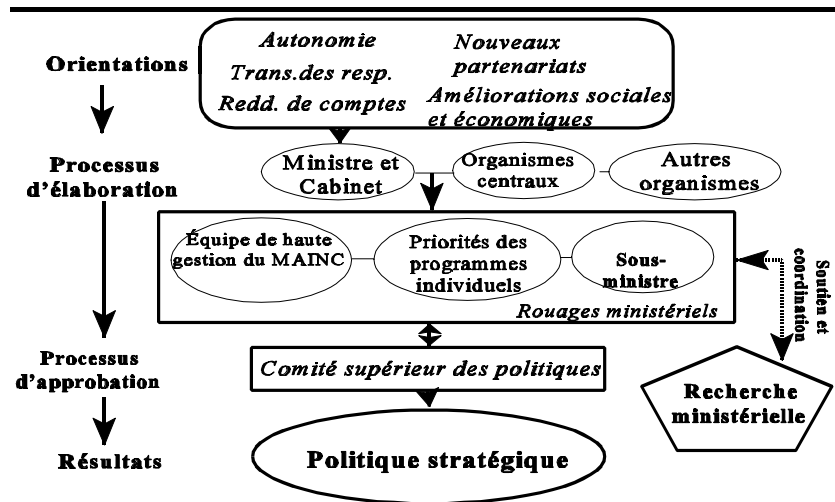 Orientations
Autonomie
Trans.des resp.
Redd. de comptes
Nouveaux
partenariats
Améliorations sociales
et économiques
Processus
d'élaboration
Ministre et
Cabinet
Organismes
centraux
Autres
organismes
Équipe de haute
gestion du MAINC
Priorités des
programmes
individuels
Sous-
ministre
Rouages ministériels
Soutien et
coordination
Processus
d'approbation
Comité supérieur des politiques
Recherche
ministérielle
Résultats
Politique stratégique